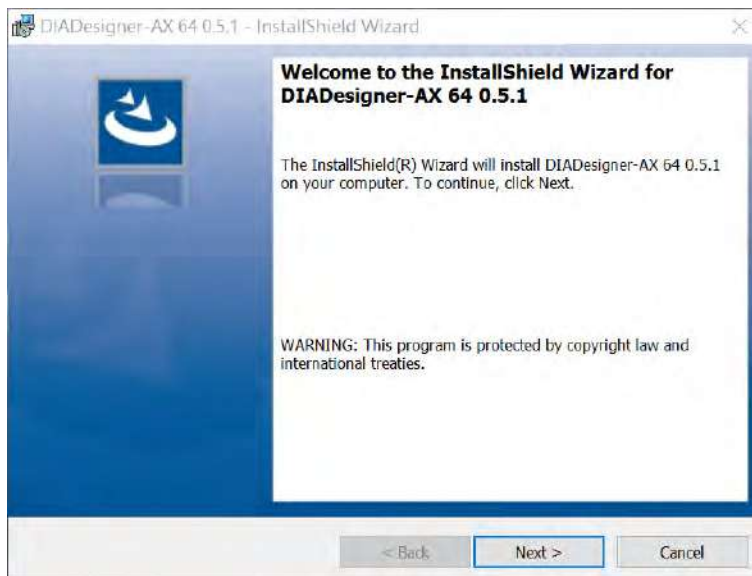 DIADesigner-AX 64 0.5.1 - InstallShield Wizard
Welcome to the InstallShield Wizard for
DIADesigner-AX 64 0.5.1
The InstallShield(R) Wizard will install DIADesigner-AX 64 0.5.1
on your computer. To continue, click Next.
WARNING: This program is protected by copyright law and
international treaties.
< Back
Next >
Cancel